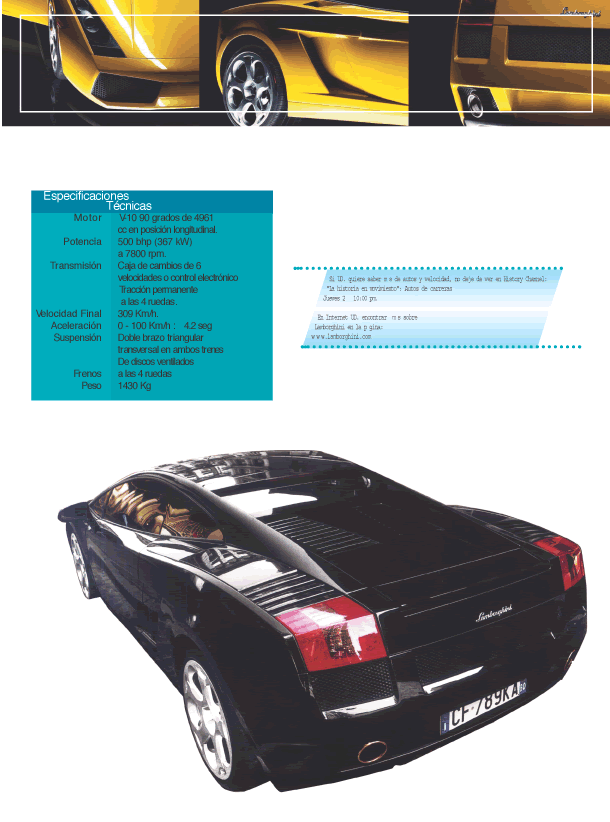 Lamborghini
Especificaciones
Técnicas
Motor V-10 90 grados de 4961
cc en posición longitudinal.
Potencia 500 bhp (367 kW)
a 7800 rpm.
Transmisión Caja de cambios de 6
velocidades o control electrónico
Tracción permanente
a las 4 ruedas.
Velocidad Final 309 Km/h.
Aceleración 0 - 100 Km/h : 4.2 seg
Suspensión Doble brazo triangular
transversal en ambos trenes
De discos ventilados
Frenos a las 4 ruedas
Peso 1430 Kg
Si UD. quiere saber m s de autos y velocidad, no deje de ver en History Channel:
"La historia en movimiento": Autos de carreras
Jueves 2 10:00 pm.
En Internet UD. encontrar m s sobre
Lamborghini en la p gina:
www.lamborghini.com
Lamborghini
CF·789KA